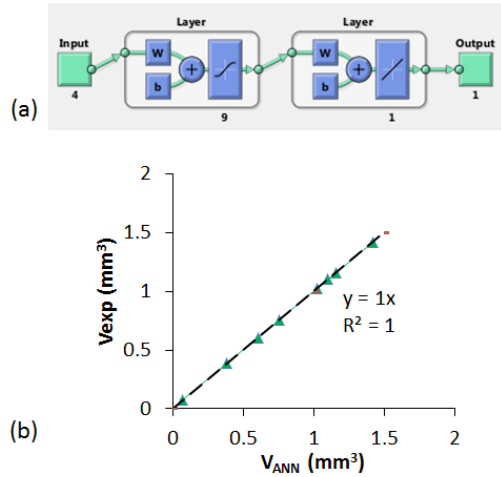 (a)
Input
4
Layer
W
b
9
Layer
W
b
1
Output
1
(b)
Vexp (mm³)
2
1.5
1
0.5
0
y = 1x
R² = 1
0 0.5 1 1.5 2
V_ANN (mm³)